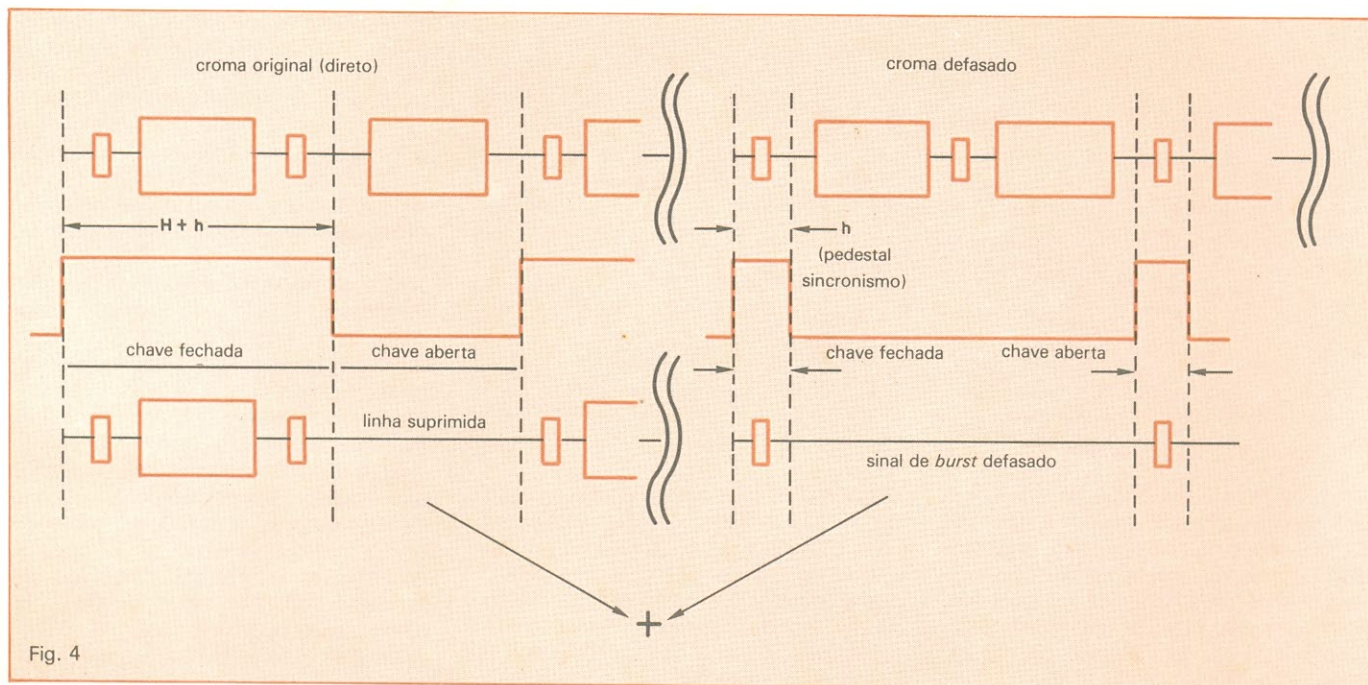 croma original (direto)
croma defasado
H + h
h
(pedestal
sincronismo)
chave fechada
chave aberta
chave fechada
chave aberta
linha suprimida
sinal de burst defasado
+
Fig. 4